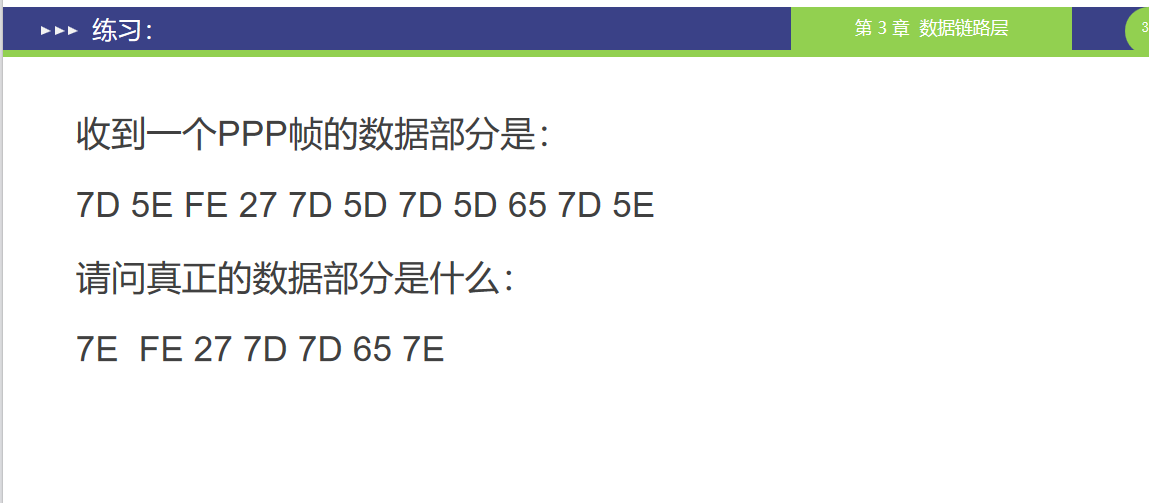 ▸▸▸ 练习：
第 3 章 数据链路层
3
收到一个PPP帧的数据部分是：
7D 5E FE 27 7D 5D 7D 5D 65 7D 5E
请问真正的数据部分是什么：
7E FE 27 7D 7D 65 7E